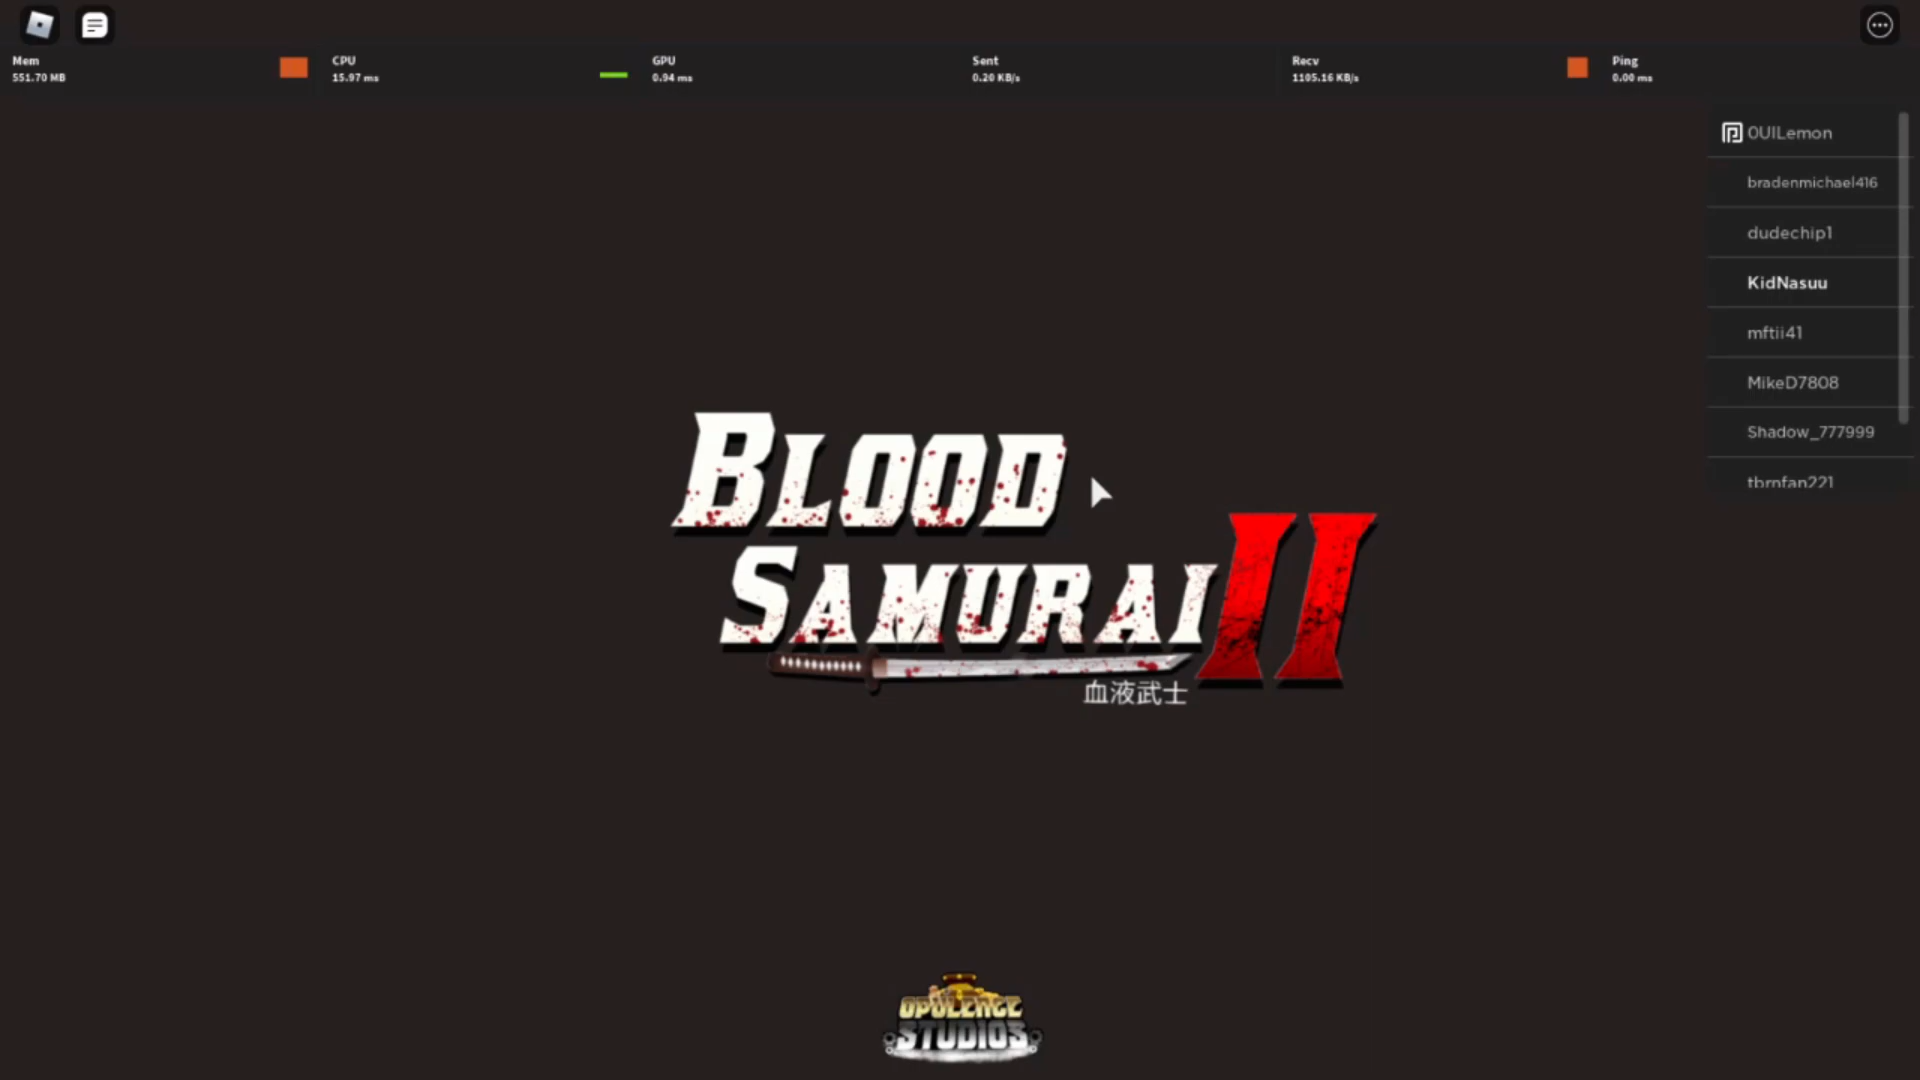 Mem
551.70 MB
CPU
15.97 ms
GPU
0.94 ms
Sent
0.20 KB/s
Recv
1105.16 KB/s
Ping
0.00 ms
0UILemon
bradenmichael416
dudechip1
KidNasuu
mftii41
MikeD7808
Shadow_777999
tbrnfan221
BLOOD
SAMURAI II
血液武士
OPULENCE
STUDIOS